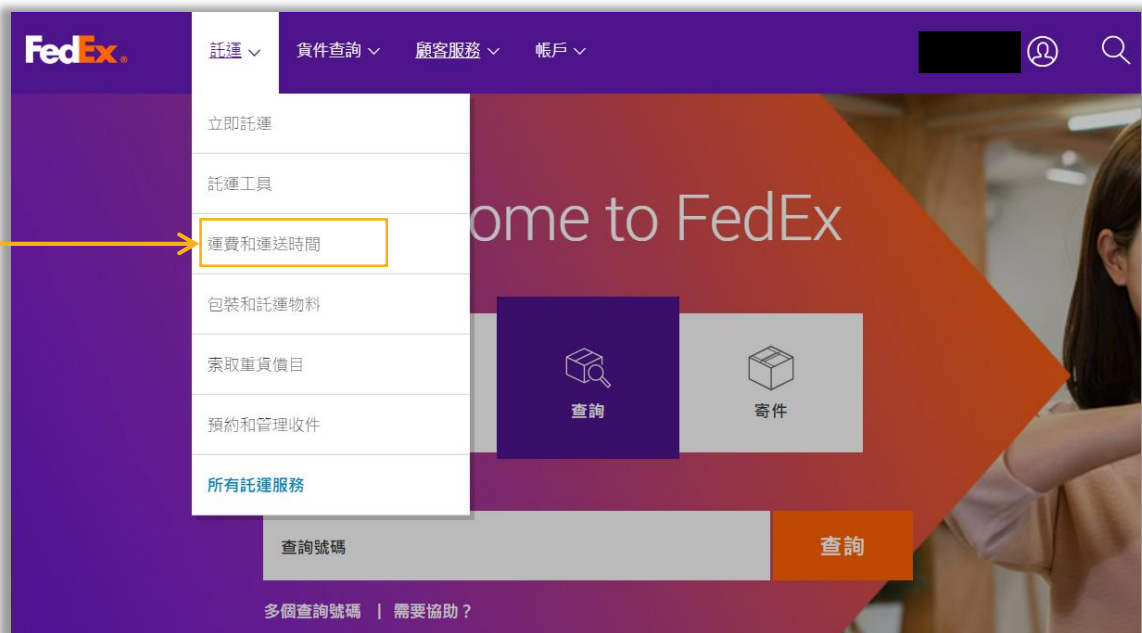 FedEx®
託運
貨件查詢
顧客服務
帳戶
立即託運
託運工具
運費和運送時間
包裝和託運物料
索取重貨價目
預約和管理收件
所有託運服務
ome to FedEx
查詢
寄件
查詢號碼
查詢
多個查詢號碼 | 需要協助？